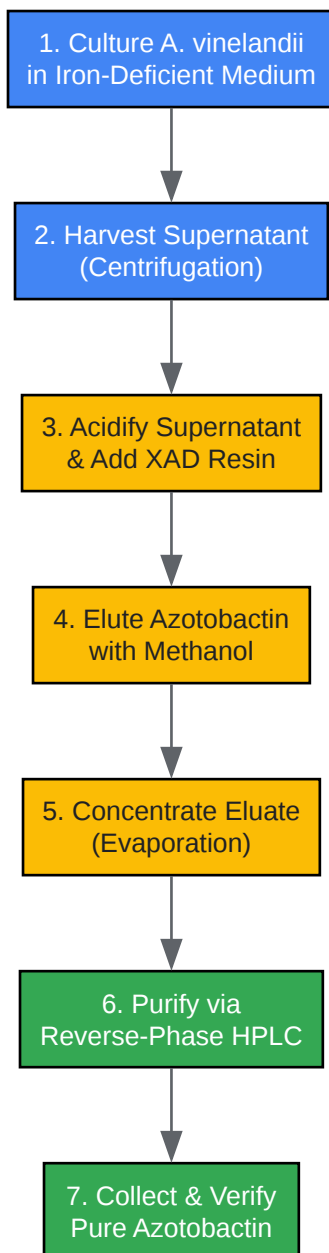 1. Culture A. vinelandii
in Iron-Deficient Medium
2. Harvest Supernatant
(Centrifugation)
3. Acidify Supernatant
& Add XAD Resin
4. Elute Azotobactin
with Methanol
5. Concentrate Eluate
(Evaporation)
6. Purify via
Reverse-Phase HPLC
7. Collect & Verify
Pure Azotobactin